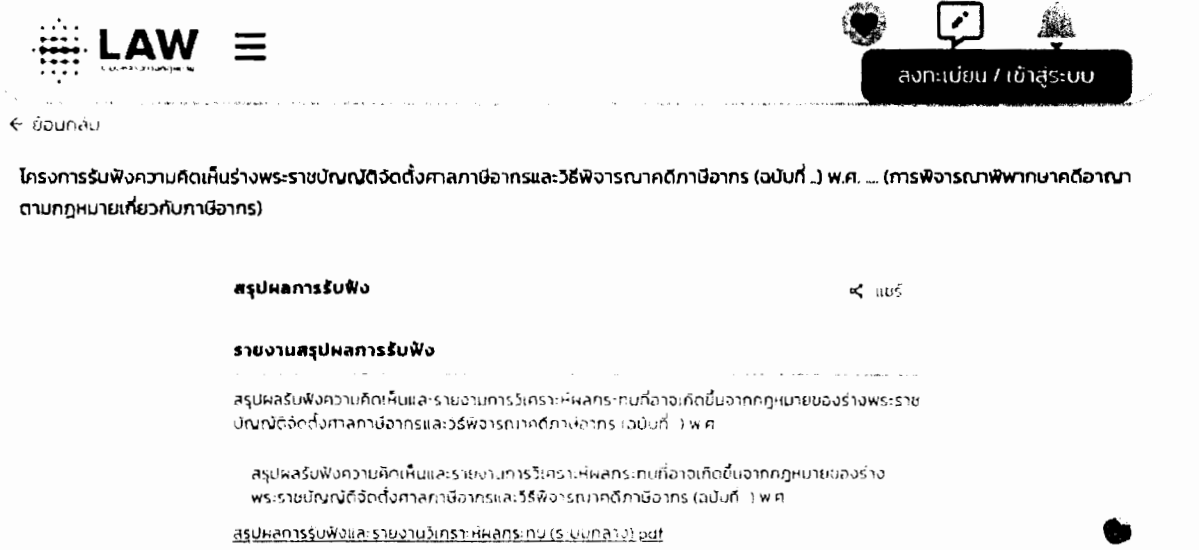 LAW
ลงทะเบียน / เข้าสู่ระบบ
← ย้อนกลับ
โครงการรับฟังความคิดเห็นร่างพระราชบัญญัติจัดตั้งศาลภาษีอากรและวิธีพิจารณาคดีภาษีอากร (ฉบับที่ ..) พ.ศ. .... (การพิจารณาพิพากษาคดีอาญา
ตามกฎหมายเกี่ยวกับภาษีอากร)
สรุปผลการรับฟัง
แชร์
รายงานสรุปผลการรับฟัง
สรุปผลรับฟังความคิดเห็นและรายงานการวิเคราะห์ผลกระทบที่อาจเกิดขึ้นจากกฎหมายของร่างพระราช
บัญญัติจัดตั้งศาลภาษีอากรและวิธีพิจารณาคดีภาษีอากร (ฉบับที่ ) พ ศ
สรุปผลรับฟังความคิดเห็นและรายงานการวิเคราะห์ผลกระทบที่อาจเกิดขึ้นจากกฎหมายของร่าง
พระราชบัญญัติจัดตั้งศาลภาษีอากรและวิธีพิจารณาคดีภาษีอากร (ฉบับที่ ) พ ศ
สรุปผลการรับฟังและรายงานวิเคราะห์ผลกระทบ (ระบบกลาง) pdf